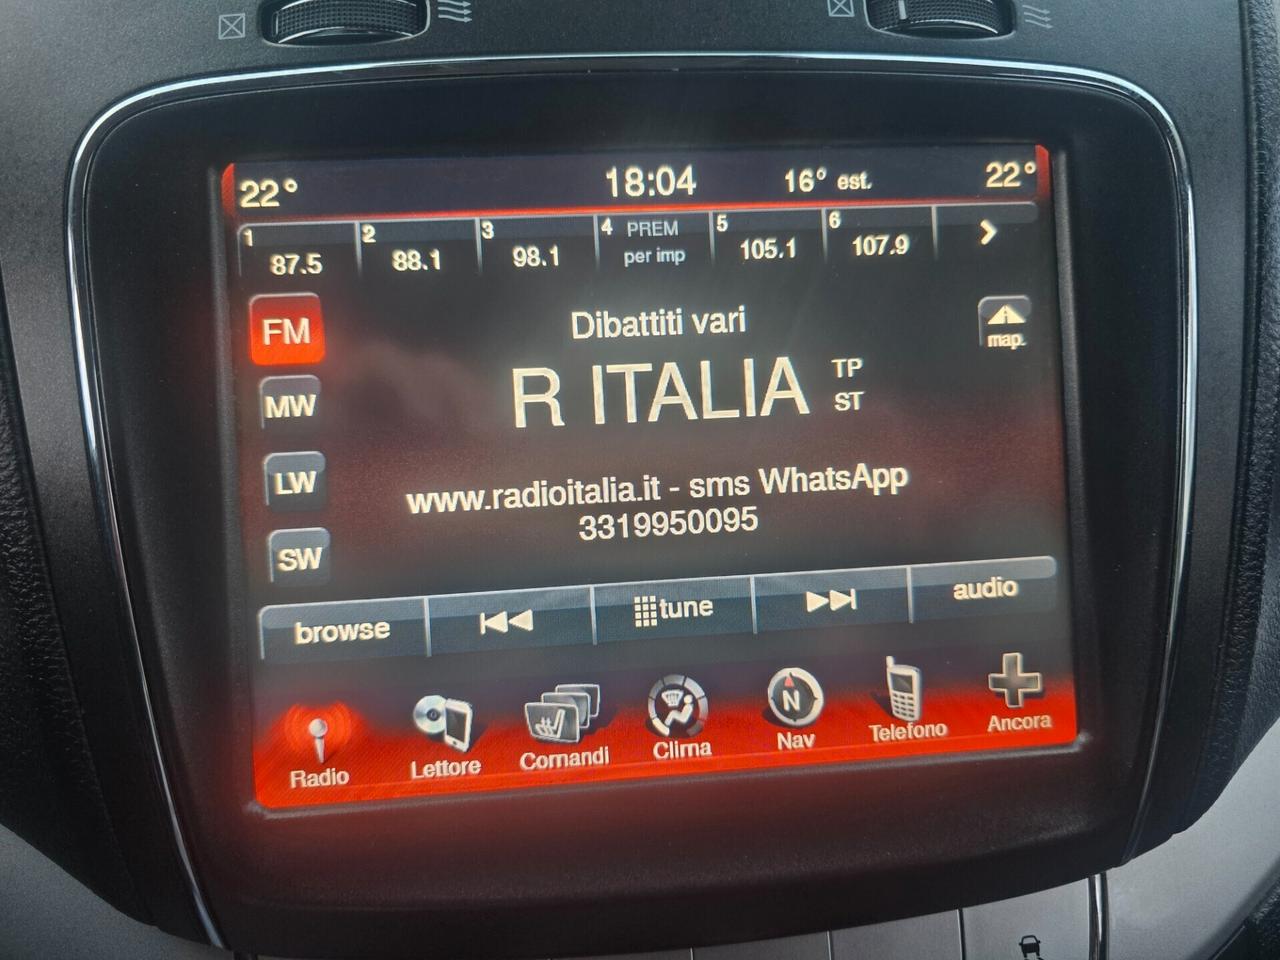 22° 18:04 16° est. 22°
1 2 3 4 PREM 5 6
87.5 88.1 98.1 per imp 105.1 107.9
FM
Dibattiti vari
map.
R ITALIA TP
MW
ST
LW
www.radioitalia.it - sms WhatsApp
3319950095
SW
browse tune audio
N
Radio Lettore Comandi Clima Nav Telefono Ancora